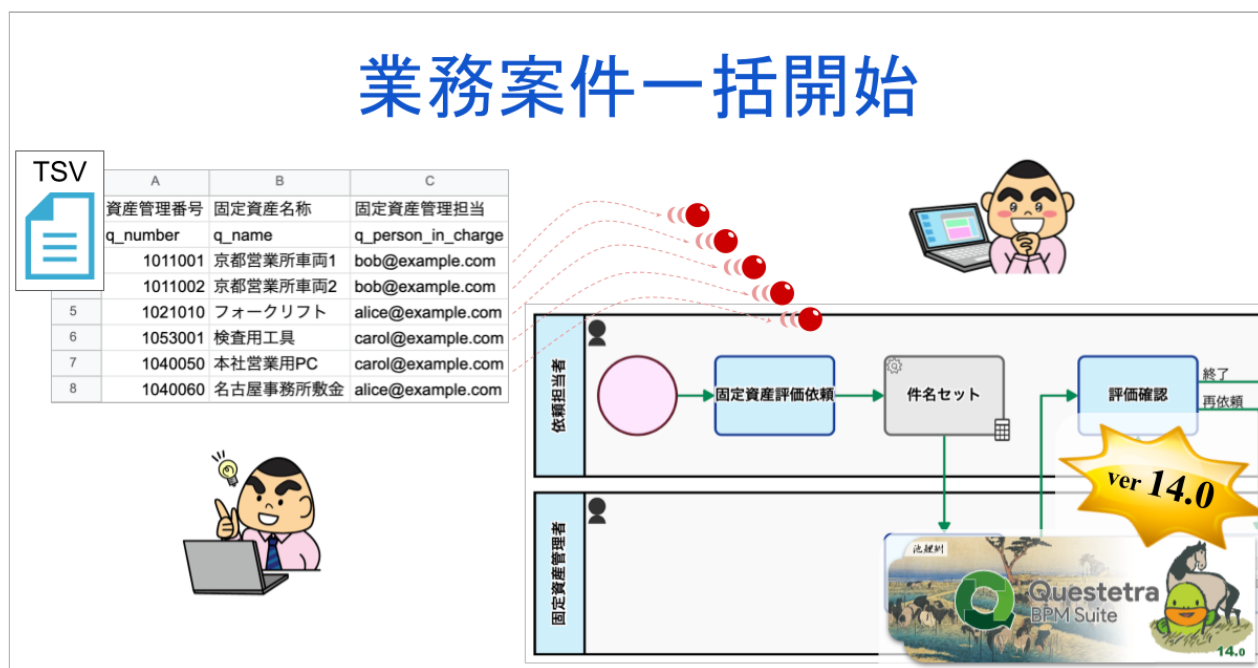 業務案件一括開始
TSV
A B C
資産管理番号 固定資産名称 固定資産管理担当
q_number q_name q_person_in_charge
1011001 京都営業所車両1 bob@example.com
1011002 京都営業所車両2 bob@example.com
5 1021010 フォークリフト alice@example.com
6 1053001 検査用工具 carol@example.com
7 1040050 本社営業用PC carol@example.com
8 1040060 名古屋事務所敷金 alice@example.com
依頼担当者
固定資産評価依頼
件名セット
評価確認
終了
再依頼
ver 14.0
固定資産管理者
池鯉鮒
Questetra
BPM Suite
14.0